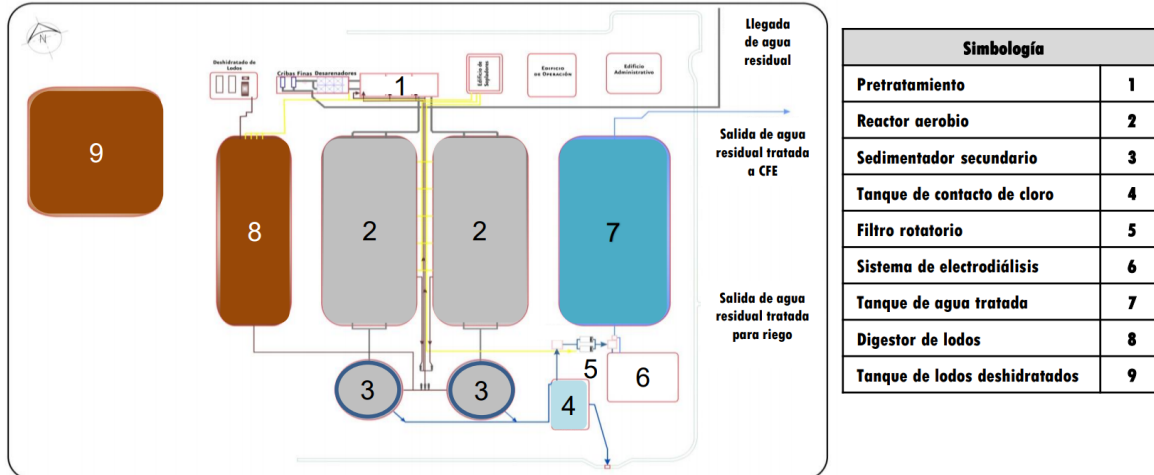 N
Llegada
de agua
residual
Deshidratado de
Lodos
Cribas Finas Desarenadores
1
Edificio de
Sopladores
EDIFICIO
DE OPERACIÓN
Edificio
Administrativo
Salida de agua
residual tratada
a CFE
9
8
2
2
7
Salida de agua
residual tratada
para riego
3
3
4
5
6
Simbología
Pretratamiento 1
Reactor aerobio 2
Sedimentador secundario 3
Tanque de contacto de cloro 4
Filtro rotatorio 5
Sistema de electrodiálisis 6
Tanque de agua tratada 7
Digestor de lodos 8
Tanque de lodos deshidratados 9